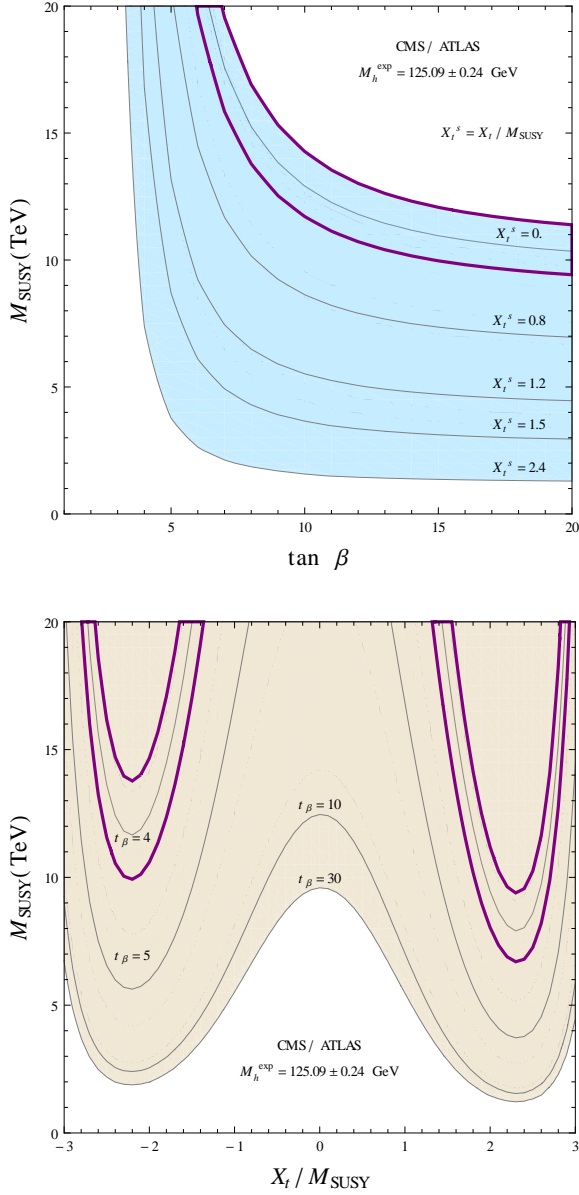 20
15
10
5
0
M_SUSY (TeV)
CMS / ATLAS
M_h^exp = 125.09 ± 0.24 GeV
X_t^s = X_t / M_SUSY
X_t^s = 0.
X_t^s = 0.8
X_t^s = 1.2
X_t^s = 1.5
X_t^s = 2.4
5 10 15 20
tan β
20
15
10
5
0
M_SUSY (TeV)
t_β = 10
t_β = 4
t_β = 30
t_β = 5
CMS / ATLAS
M_h^exp = 125.09 ± 0.24 GeV
−3 −2 −1 0 1 2 3
X_t / M_SUSY